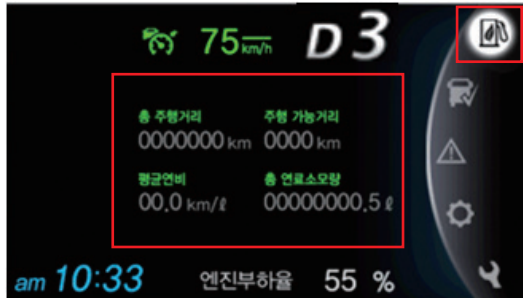 75 km/h D 3
총 주행거리 주행 가능거리
0000000 km 0000 km
평균연비 총 연료소모량
00.0 km/ℓ 00000000.5 ℓ
am 10:33 엔진부하율 55 %